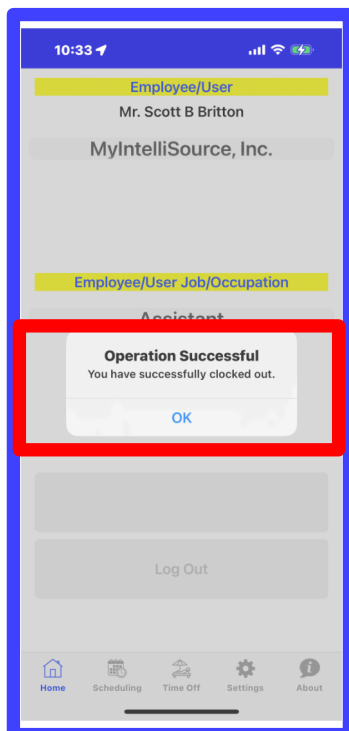 10:33
Employee/User
Mr. Scott B Britton
MyIntelliSource, Inc.
Employee/User Job/Occupation
Assistant
Operation Successful
You have successfully clocked out.
OK
Log Out
Home Scheduling Time Off Settings About